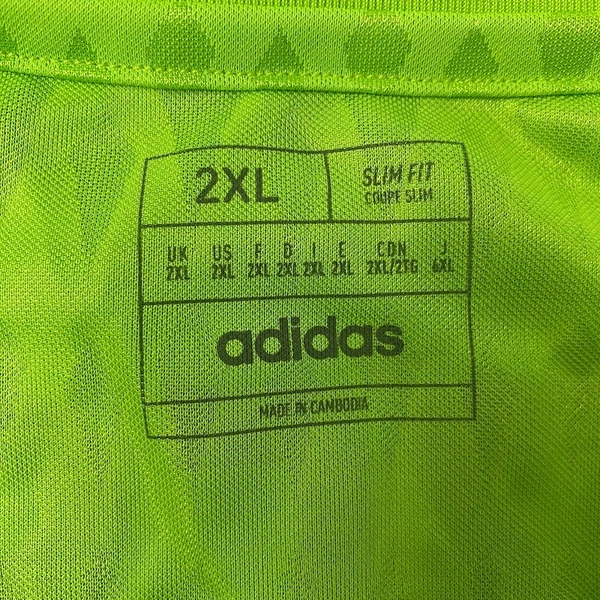 2XL
SLIM FIT
COUPE SLIM
UK US F D I E CDN J
2XL 2XL 2XL 2XL 2XL 2XL 2XL/2TG 6XL
adidas
MADE IN CAMBODIA